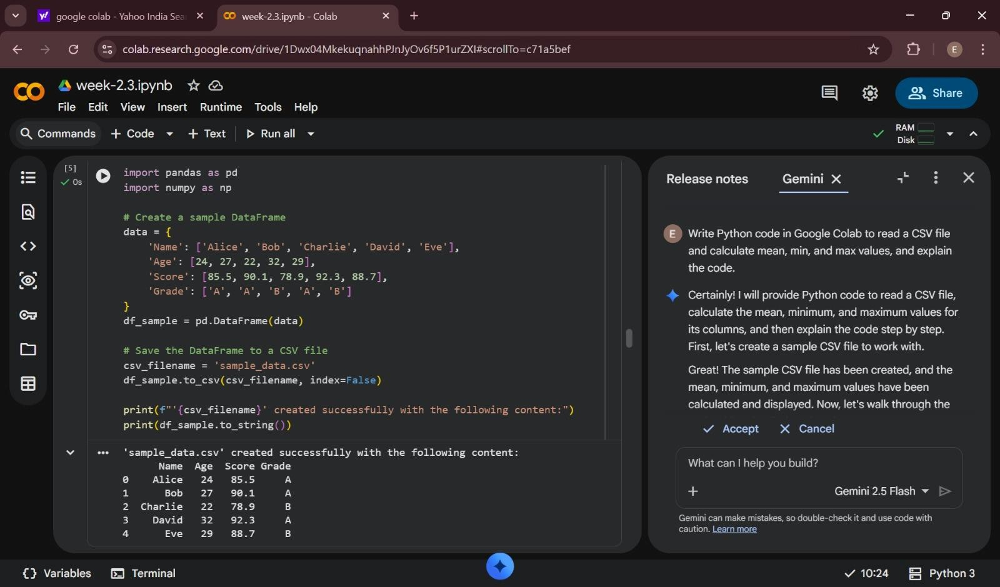 google colab - Yahoo India Sea
week-2.3.ipynb - Colab
colab.research.google.com/drive/1Dwx04MkekuqnahhPJnJyOv6f5P1urZXI#scrollTo=c71a5bef
E
week-2.3.ipynb
File Edit View Insert Runtime Tools Help
Share
Commands + Code + Text Run all
RAM
Disk
[5]
0s
import pandas as pd
import numpy as np
# Create a sample DataFrame
data = {
'Name': ['Alice', 'Bob', 'Charlie', 'David', 'Eve'],
'Age': [24, 27, 22, 32, 29],
'Score': [85.5, 90.1, 78.9, 92.3, 88.7],
'Grade': ['A', 'A', 'B', 'A', 'B']
}
df_sample = pd.DataFrame(data)
# Save the DataFrame to a CSV file
csv_filename = 'sample_data.csv'
df_sample.to_csv(csv_filename, index=False)
print(f"'{csv_filename}' created successfully with the following content:")
print(df_sample.to_string())
'sample_data.csv' created successfully with the following content:
Name Age Score Grade
0 Alice 24 85.5 A
1 Bob 27 90.1 A
2 Charlie 22 78.9 B
3 David 32 92.3 A
4 Eve 29 88.7 B
Release notes Gemini
E
Write Python code in Google Colab to read a CSV file
and calculate mean, min, and max values, and explain
the code.
Certainly! I will provide Python code to read a CSV file,
calculate the mean, minimum, and maximum values for
its columns, and then explain the code step by step.
First, let's create a sample CSV file to work with.
Great! The sample CSV file has been created, and the
mean, minimum, and maximum values have been
calculated and displayed. Now, let's walk through the
Accept Cancel
What can I help you build?
Gemini 2.5 Flash
Gemini can make mistakes, so double-check it and use code with
caution. Learn more
{} Variables Terminal
10:24 Python 3